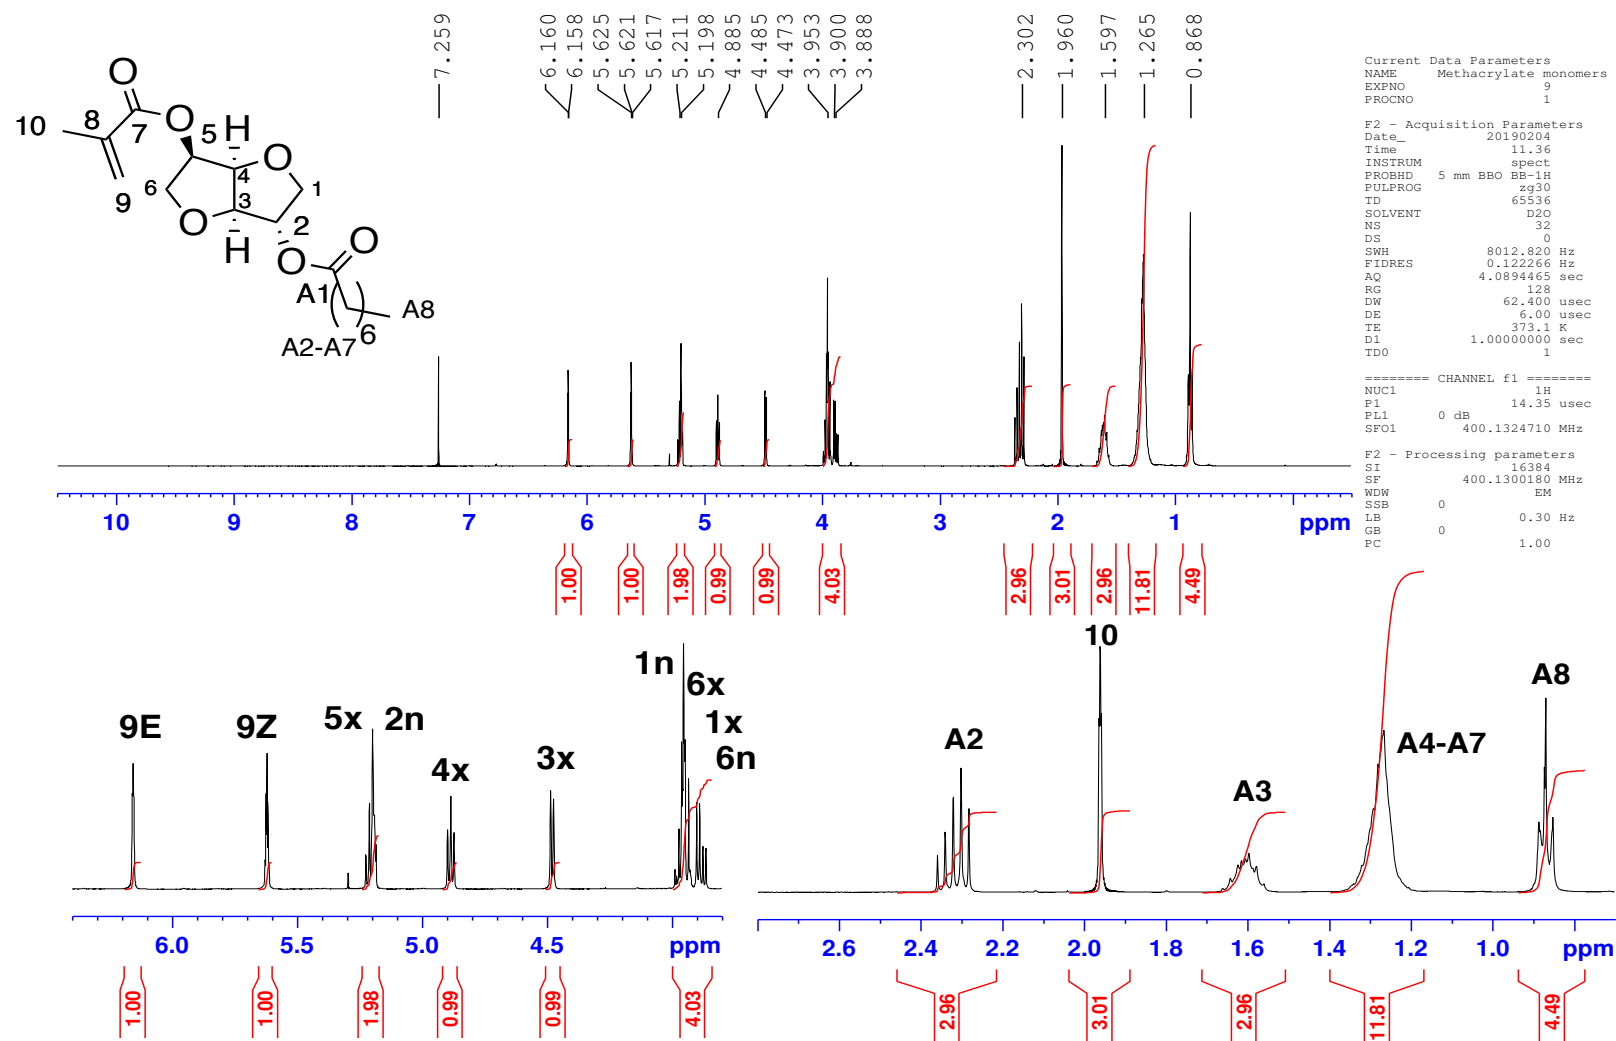 7.259
6.160
6.158
5.625
5.621
5.617
5.211
5.198
4.885
4.485
4.473
3.953
3.900
3.888
2.302
1.960
1.597
1.265
0.868
O
10
8
7
O
5
H
O
9
6
4
1
3
O
H
2
O
O
A1
6
A8
A2-A7
Current Data Parameters
NAME Methacrylate monomers
EXPNO 9
PROCNO 1
F2 - Acquisition Parameters
Date_ 20190204
Time 11.36
INSTRUM spect
PROBHD 5 mm BBO BB-1H
PULPROG zg30
TD 65536
SOLVENT D2O
NS 32
DS 0
SWH 8012.820 Hz
FIDRES 0.122266 Hz
AQ 4.0894465 sec
RG 128
DW 62.400 usec
DE 6.00 usec
TE 373.1 K
D1 1.00000000 sec
TD0 1
======== CHANNEL f1 ========
NUC1 1H
P1 14.35 usec
PL1 0 dB
SFO1 400.1324710 MHz
F2 - Processing parameters
SI 16384
SF 400.1300180 MHz
WDW EM
SSB 0
LB 0.30 Hz
GB 0
PC 1.00
10 9 8 7 6 5 4 2 1 ppm
1.00 1.00 1.98 0.99 0.99 4.03 2.96 3.01 2.96 11.81 4.49
9E
9Z
5x 2n
4x
3x
1n
6x
1x
6n
A2
10
A3
A4-A7
A8
6.0 5.5 5.0 4.5 ppm
2.6 2.4 2.2 2.0 1.8 1.6 1.4 1.2 1.0 ppm
1.00 1.00 1.98 0.99 0.99 4.03
2.96 3.01 2.96 11.81 4.49